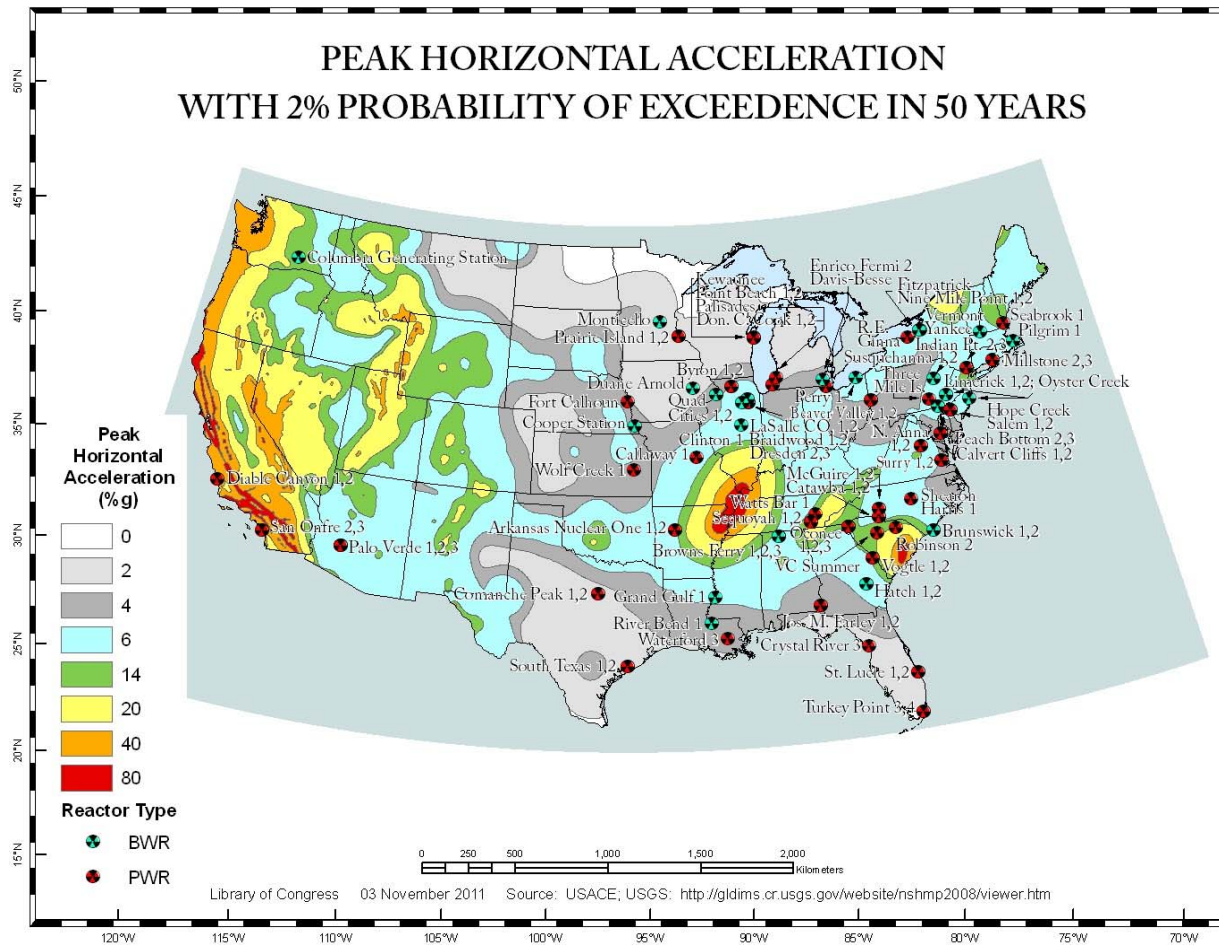 PEAK HORIZONTAL ACCELERATION
WITH 2% PROBABILITY OF EXCEDENCE IN 50 YEARS
50°N
45°N
40°N
35°N
30°N
25°N
20°N
15°N
Columbia Generating Station
Kewaunee
Point Beach 1,2
Palisades
Don. C. Cook 1,2
Enrico Fermi 2
Davis-Besse
Fitzpatrick
Nine Mile Point 1,2
Vermont
Yankee
Seabrook 1
Pilgrim 1
Monticello
Prairie Island 1,2
R.E.
Ginna
Indian Pt. 2,3
Millstone 2,3
Susquehanna 1,2
Byron 1,2
Three
Mile Is.
Limerick 1,2; Oyster Creek
Duane Arnold
Quad
Cities 1,2
Perry 1
Beaver Valley 1,2
Hope Creek
Salem 1,2
Fort Calhoun
Cooper Station
LaSalle CO. 1,2
N. Anna
1,2
Peach Bottom 2,3
Calvert Cliffs 1,2
Clinton 1
Braidwood 1,2
Dresden 2,3
Callaway 1
Surry 1,2
Wolf Creek 1
McGuire 1,2
Catawba 1,2
Diable Canyon 1,2
Watts Bar 1
Shearon
Harris 1
San Onfre 2,3
Arkansas Nuclear One 1,2
Sequoyah 1,2
Oconee
1,2,3
Brunswick 1,2
Palo Verde 1,2,3
Browns Ferry 1,2,3
Robinson 2
VC Summer
Vogtle 1,2
Comanche Peak 1,2
Grand Gulf 1
Hatch 1,2
River Bend 1
Jos. M. Farley 1,2
Waterford 3
Crystal River 3
South Texas 1,2
St. Lucie 1,2
Turkey Point 3,4
Peak
Horizontal
Acceleration
(%g)
0
2
4
6
14
20
40
80
Reactor Type
BWR
PWR
0 250 500 1,000 1,500 2,000
Kilometers
Library of Congress 03 November 2011 Source: USACE; USGS: http://gldims.cr.usgs.gov/website/nshmp2008/viewer.htm
120°W 115°W 110°W 105°W 100°W 95°W 90°W 85°W 80°W 75°W 70°W